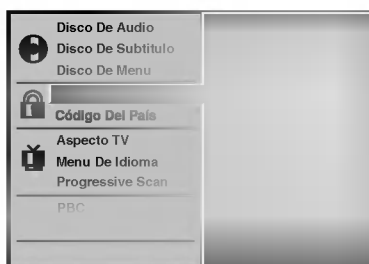 Disco De Audio
Disco De Subtitulo
Disco De Menu
Código Del País
Aspecto TV
Menu De Idioma
Progressive Scan
PBC